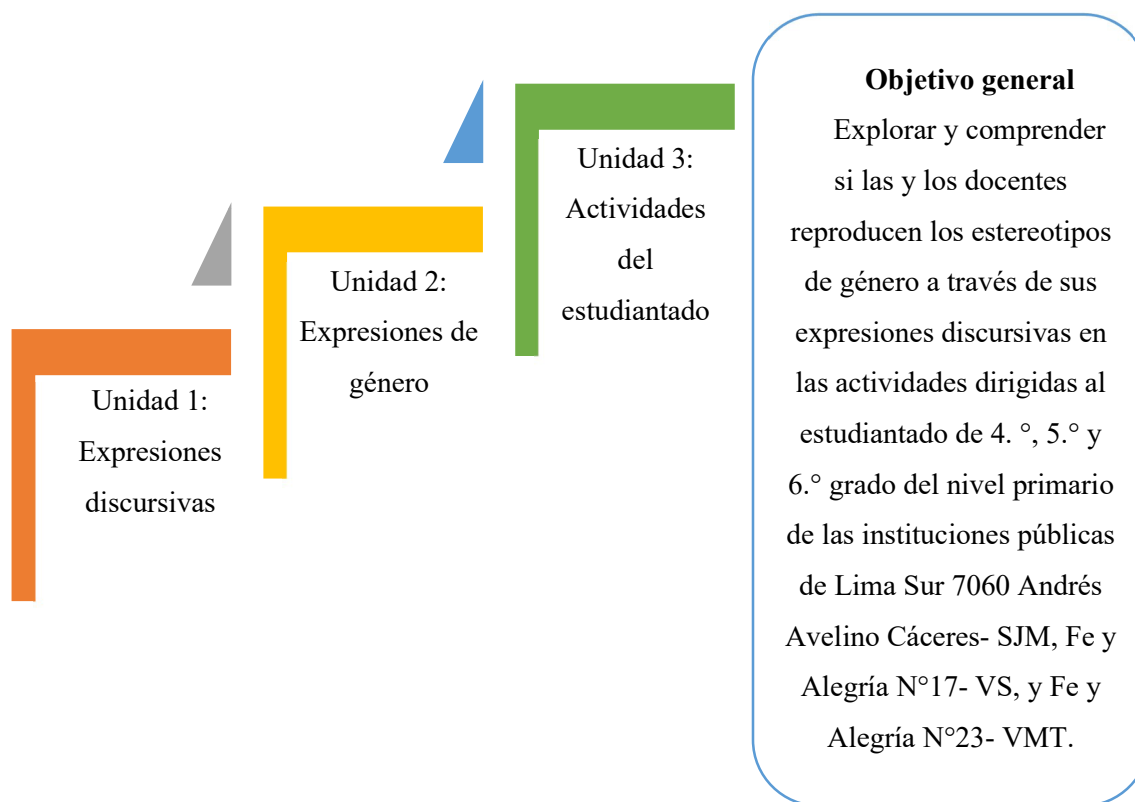 Unidad 1:
Expresiones
discursivas
Unidad 2:
Expresiones de
género
Unidad 3:
Actividades
del
estudiantado
Objetivo general
Explorar y comprender
si las y los docentes
reproducen los estereotipos
de género a través de sus
expresiones discursivas en
las actividades dirigidas al
estudiantado de 4. °, 5.° y
6.° grado del nivel primario
de las instituciones públicas
de Lima Sur 7060 Andrés
Avelino Cáceres- SJM, Fe y
Alegría N°17- VS, y Fe y
Alegría N°23- VMT.